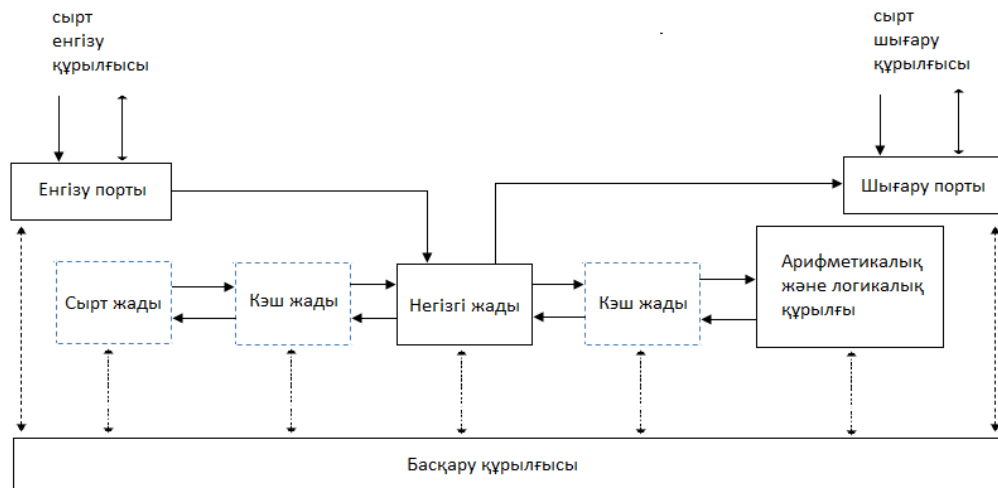 сырт
енгізу
құрылғысы
сырт
шығару
құрылғысы
Енгізу порты
Шығару порты
Сырт жады
Кэш жады
Негізгі жады
Кэш жады
Арифметикалық
және логикалық
құрылғы
Басқару құрылғысы